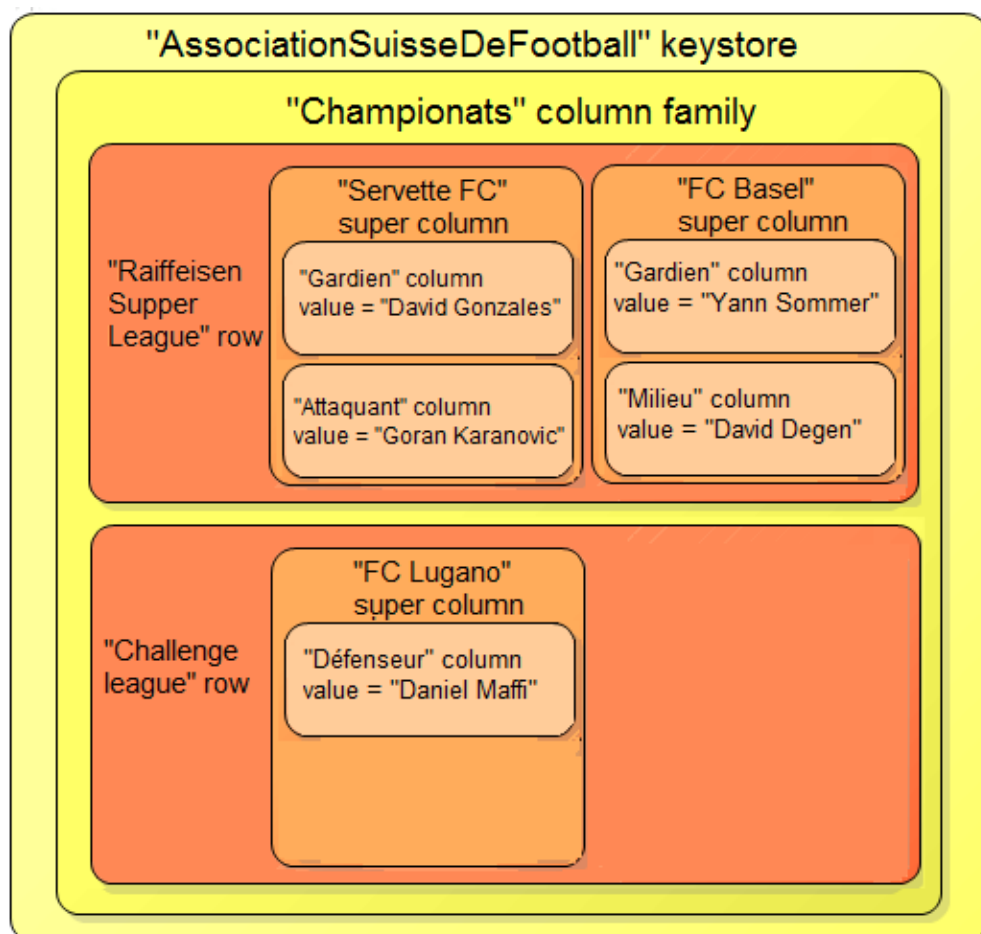 "AssociationSuisseDeFootball" keystore
"Championats" column family
"Raiffeisen
Supper
League" row
"Servette FC"
super column
"Gardien" column
value = "David Gonzales"
"Attaquant" column
value = "Goran Karanovic"
"FC Basel"
super column
"Gardien" column
value = "Yann Sommer"
"Milieu" column
value = "David Degen"
"Challenge
league" row
"FC Lugano"
super column
"Défenseur" column
value = "Daniel Maffi"